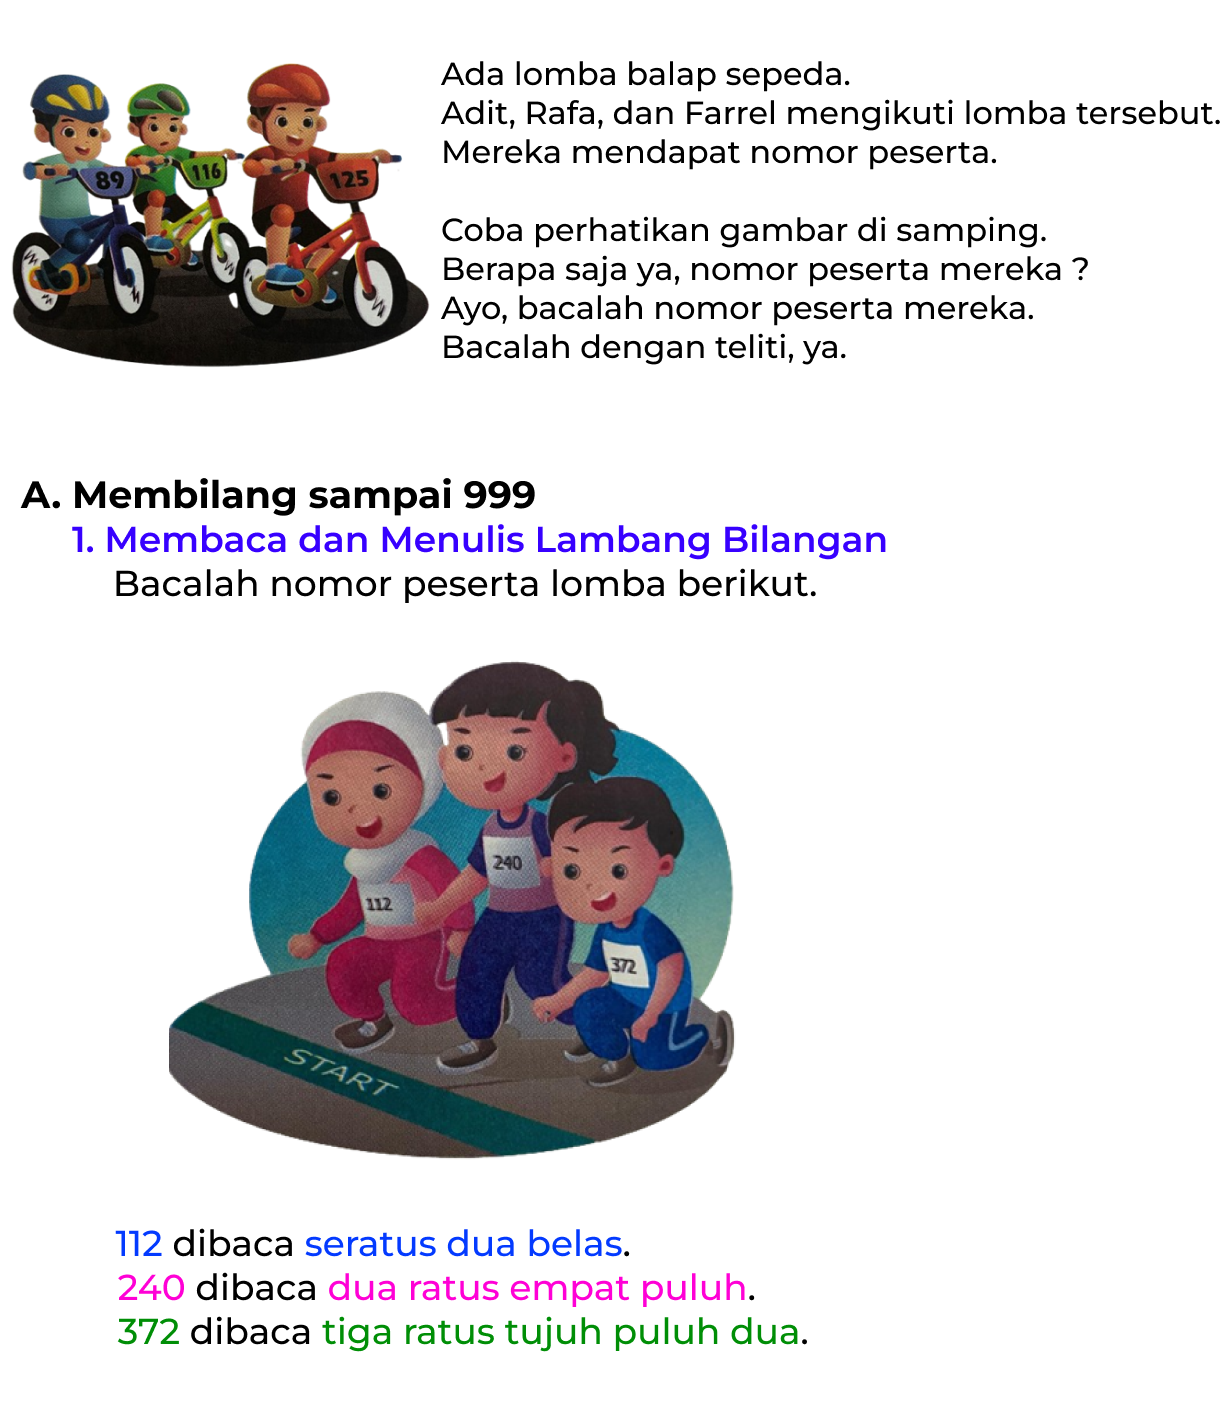 89
116
125
Ada lomba balap sepeda.
Adit, Rafa, dan Farrel mengikuti lomba tersebut.
Mereka mendapat nomor peserta.
Coba perhatikan gambar di samping.
Berapa saja ya, nomor peserta mereka ?
Ayo, bacalah nomor peserta mereka.
Bacalah dengan teliti, ya.
A. Membilang sampai 999
1. Membaca dan Menulis Lambang Bilangan
Bacalah nomor peserta lomba berikut.
240
112
372
START
112 dibaca seratus dua belas.
240 dibaca dua ratus empat puluh.
372 dibaca tiga ratus tujuh puluh dua.